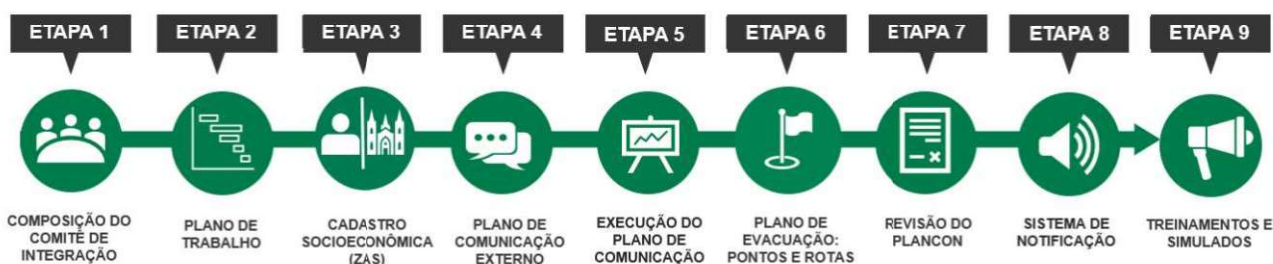 ETAPA 1
ETAPA 2
ETAPA 3
ETAPA 4
ETAPA 5
ETAPA 6
ETAPA 7
ETAPA 8
ETAPA 9
COMPOSIÇÃO DO
COMITÊ DE
INTEGRAÇÃO
PLANO DE
TRABALHO
CADASTRO
SOCIOECONÔMICA
(ZAS)
PLANO DE
COMUNICAÇÃO
EXTERNO
EXECUÇÃO DO
PLANO DE
COMUNICAÇÃO
PLANO DE
EVACUAÇÃO:
PONTOS E ROTAS
REVISÃO DO
PLANCON
SISTEMA DE
NOTIFICAÇÃO
TREINAMENTOS E
SIMULADOS